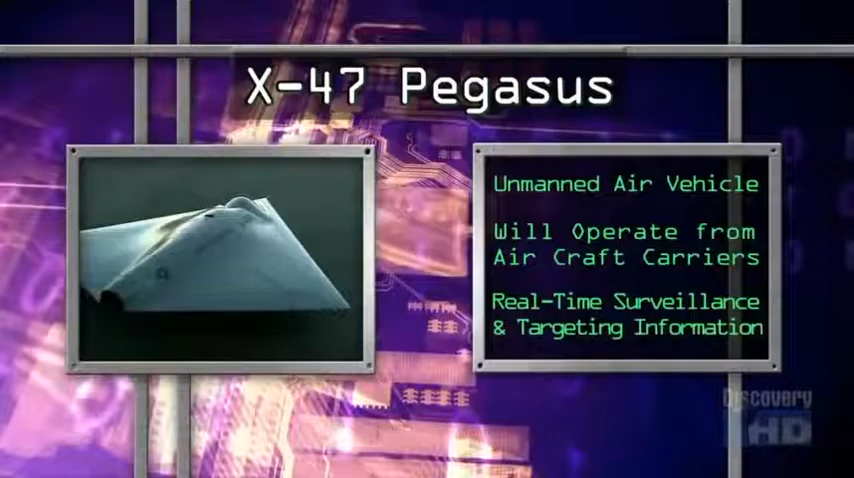 X-47 Pegasus
Unmanned Air Vehicle
Will Operate from
Air Craft Carriers
Real-Time Surveillance
& Targeting Information
Discovery
HD